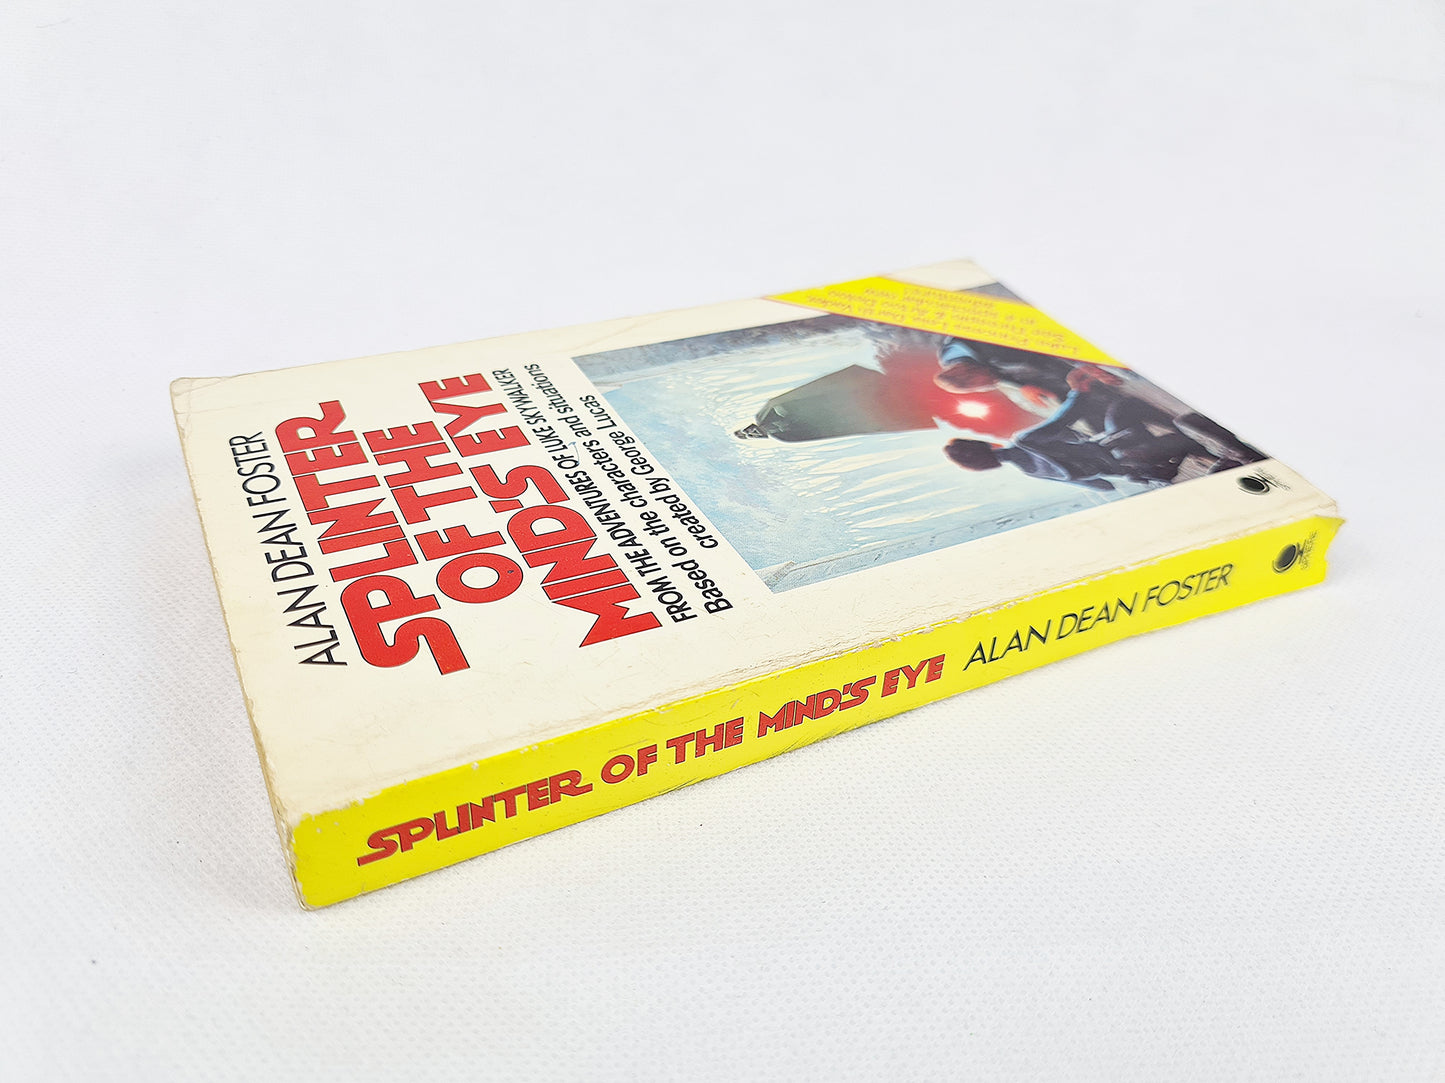 ALAN DEAN FOSTER
SPLINTER
OF THE
MIND'S EYE
FROM THE ADVENTURES OF LUKE SKYWALKER
Based on the characters and situations
created by George Lucas
SPLINTER OF THE MIND'S EYE ALAN DEAN FOSTER